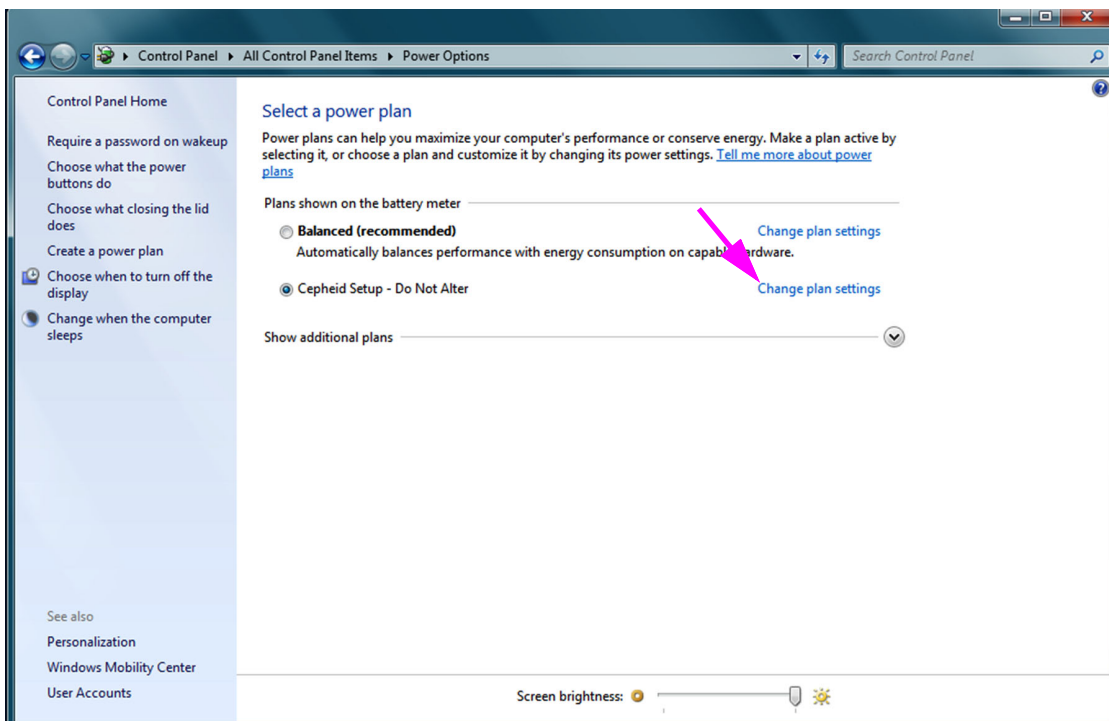 Control Panel ▸ All Control Panel Items ▸ Power Options
Search Control Panel
Control Panel Home
Require a password on wakeup
Choose what the power
buttons do
Choose what closing the lid
does
Create a power plan
Choose when to turn off the
display
Change when the computer
sleeps
See also
Personalization
Windows Mobility Center
User Accounts
Select a power plan
Power plans can help you maximize your computer's performance or conserve energy. Make a plan active by
selecting it, or choose a plan and customize it by changing its power settings. Tell me more about power
plans
Plans shown on the battery meter
Balanced (recommended) Change plan settings
Automatically balances performance with energy consumption on capable hardware.
Cepheid Setup - Do Not Alter Change plan settings
Show additional plans
Screen brightness: